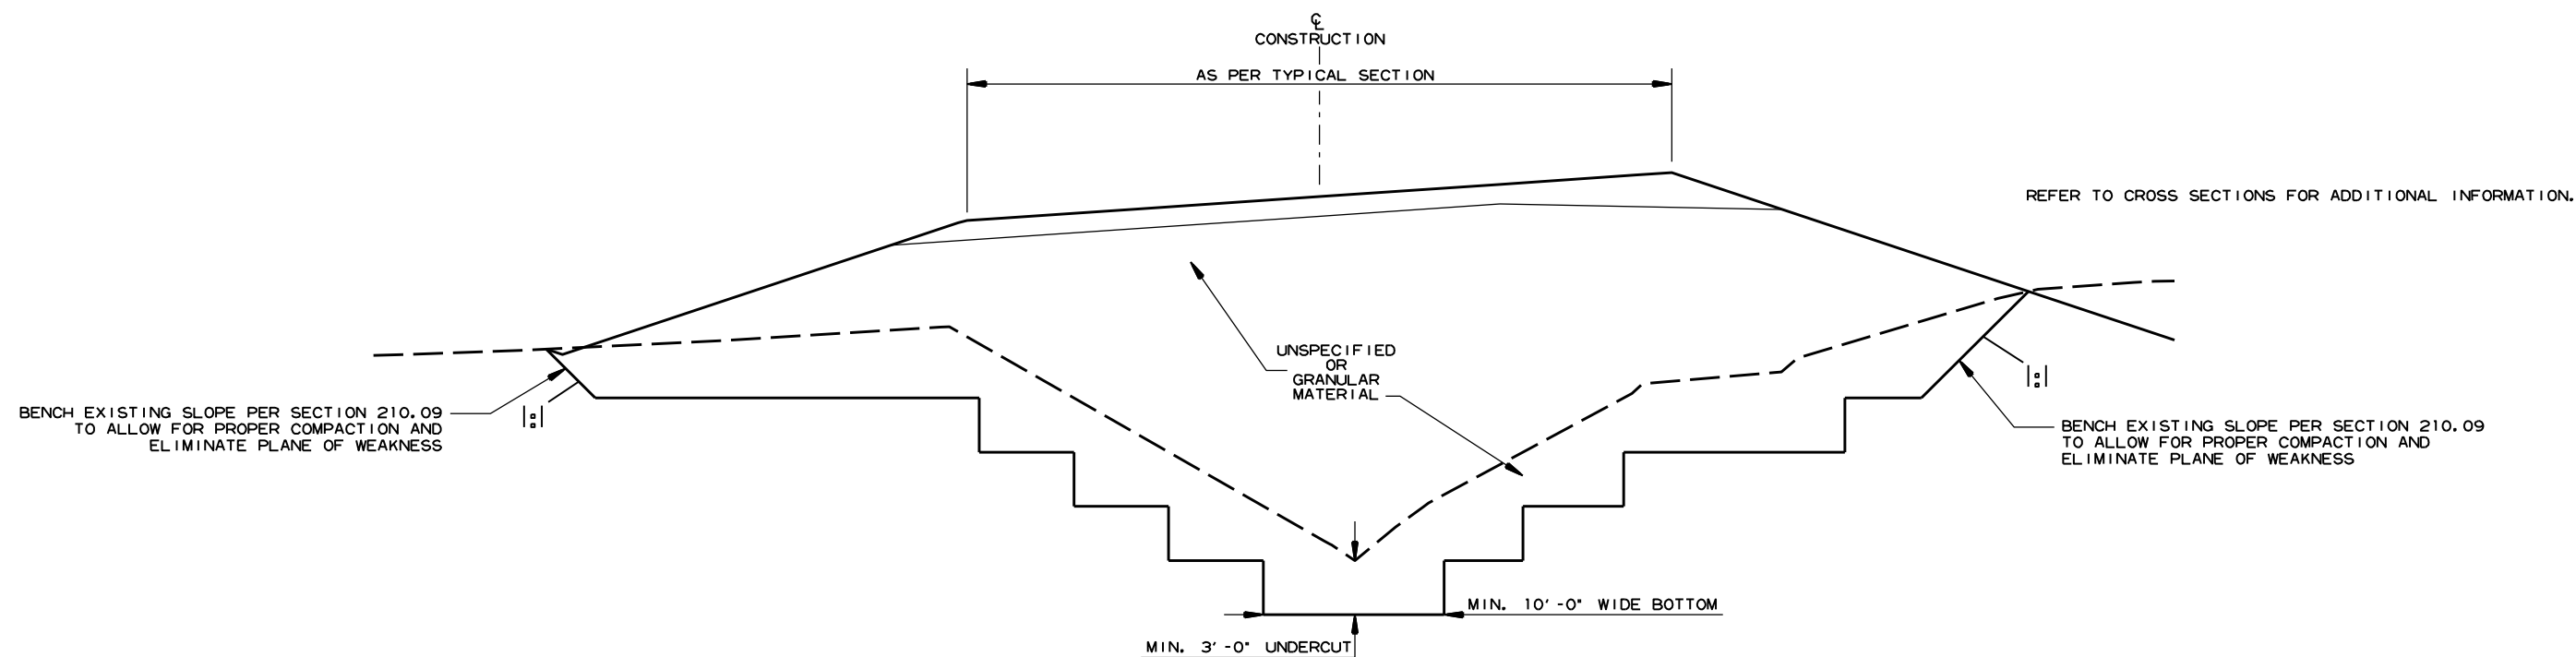 ℄
CONSTRUCTION
AS PER TYPICAL SECTION
REFER TO CROSS SECTIONS FOR ADDITIONAL INFORMATION.
UNSPECIFIED
OR
GRANULAR
MATERIAL
1:1
BENCH EXISTING SLOPE PER SECTION 210.09
TO ALLOW FOR PROPER COMPACTION AND
ELIMINATE PLANE OF WEAKNESS
1:1
BENCH EXISTING SLOPE PER SECTION 210.09
TO ALLOW FOR PROPER COMPACTION AND
ELIMINATE PLANE OF WEAKNESS
MIN. 10'-0" WIDE BOTTOM
MIN. 3'-0" UNDERCUT